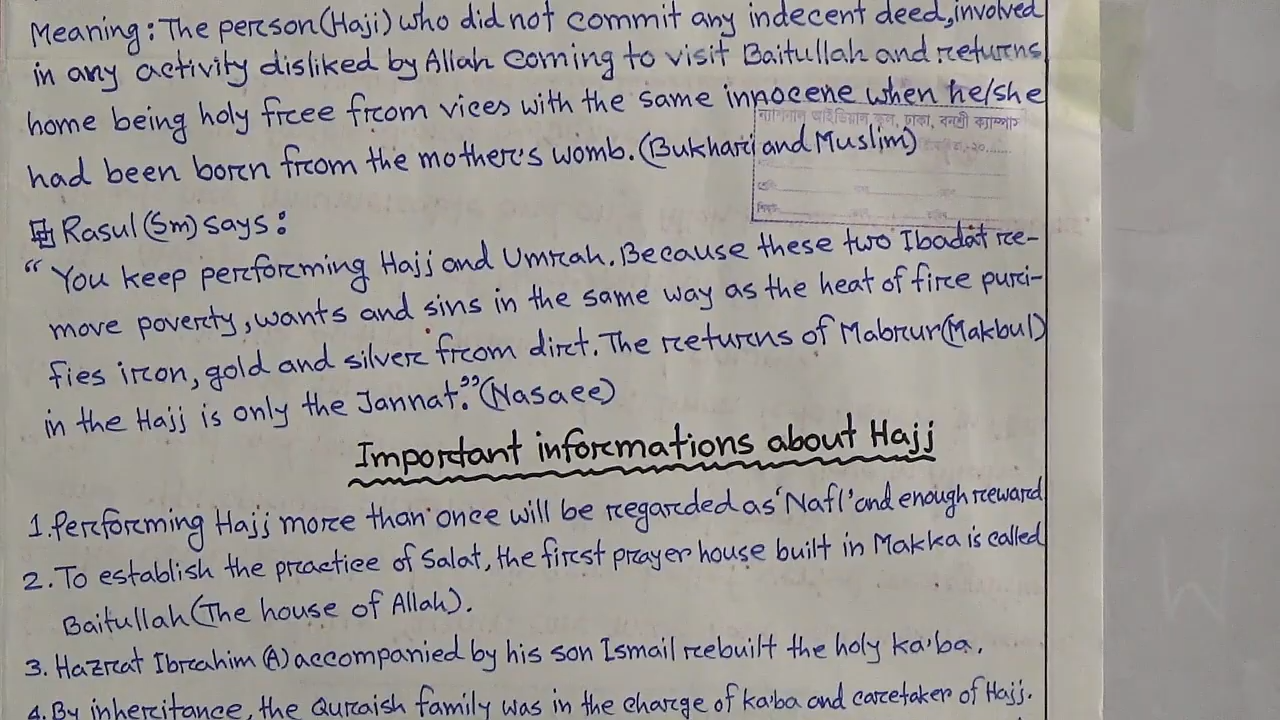 Meaning: The person(Haji) who did not commit any indecent deed, involved
in any activity disliked by Allah coming to visit Baitullah and returns
home being holy free from vices with the same innocene when he/she
ন্যাশনাল আইডিয়াল স্কুল, ঢাকা, বনশ্রী ক্যাম্পাস
had been born from the mother's womb. (Bukhari and Muslim)
Rasul (Sm) says:
“You keep performing Hajj and Umrah. Because these two Ibadat re-
move poverty, wants and sins in the same way as the heat of fire puri-
fies iron, gold and silver from dirt. The returns of Mabrur(Makbul)
in the Hajj is only the Jannat.” (Nasaee)
Important informations about Hajj
1. Performing Hajj more than once will be regarded as 'Nafl' and enough reward
2. To establish the practice of Salat, the first prayer house built in Makka is called
Baitullah (The house of Allah).
3. Hazrat Ibrahim (A) accompanied by his son Ismail rebuilt the holy ka'ba.
4. By inheritance, the Quraish family was in the charge of ka'ba and caretaker of Hajj.